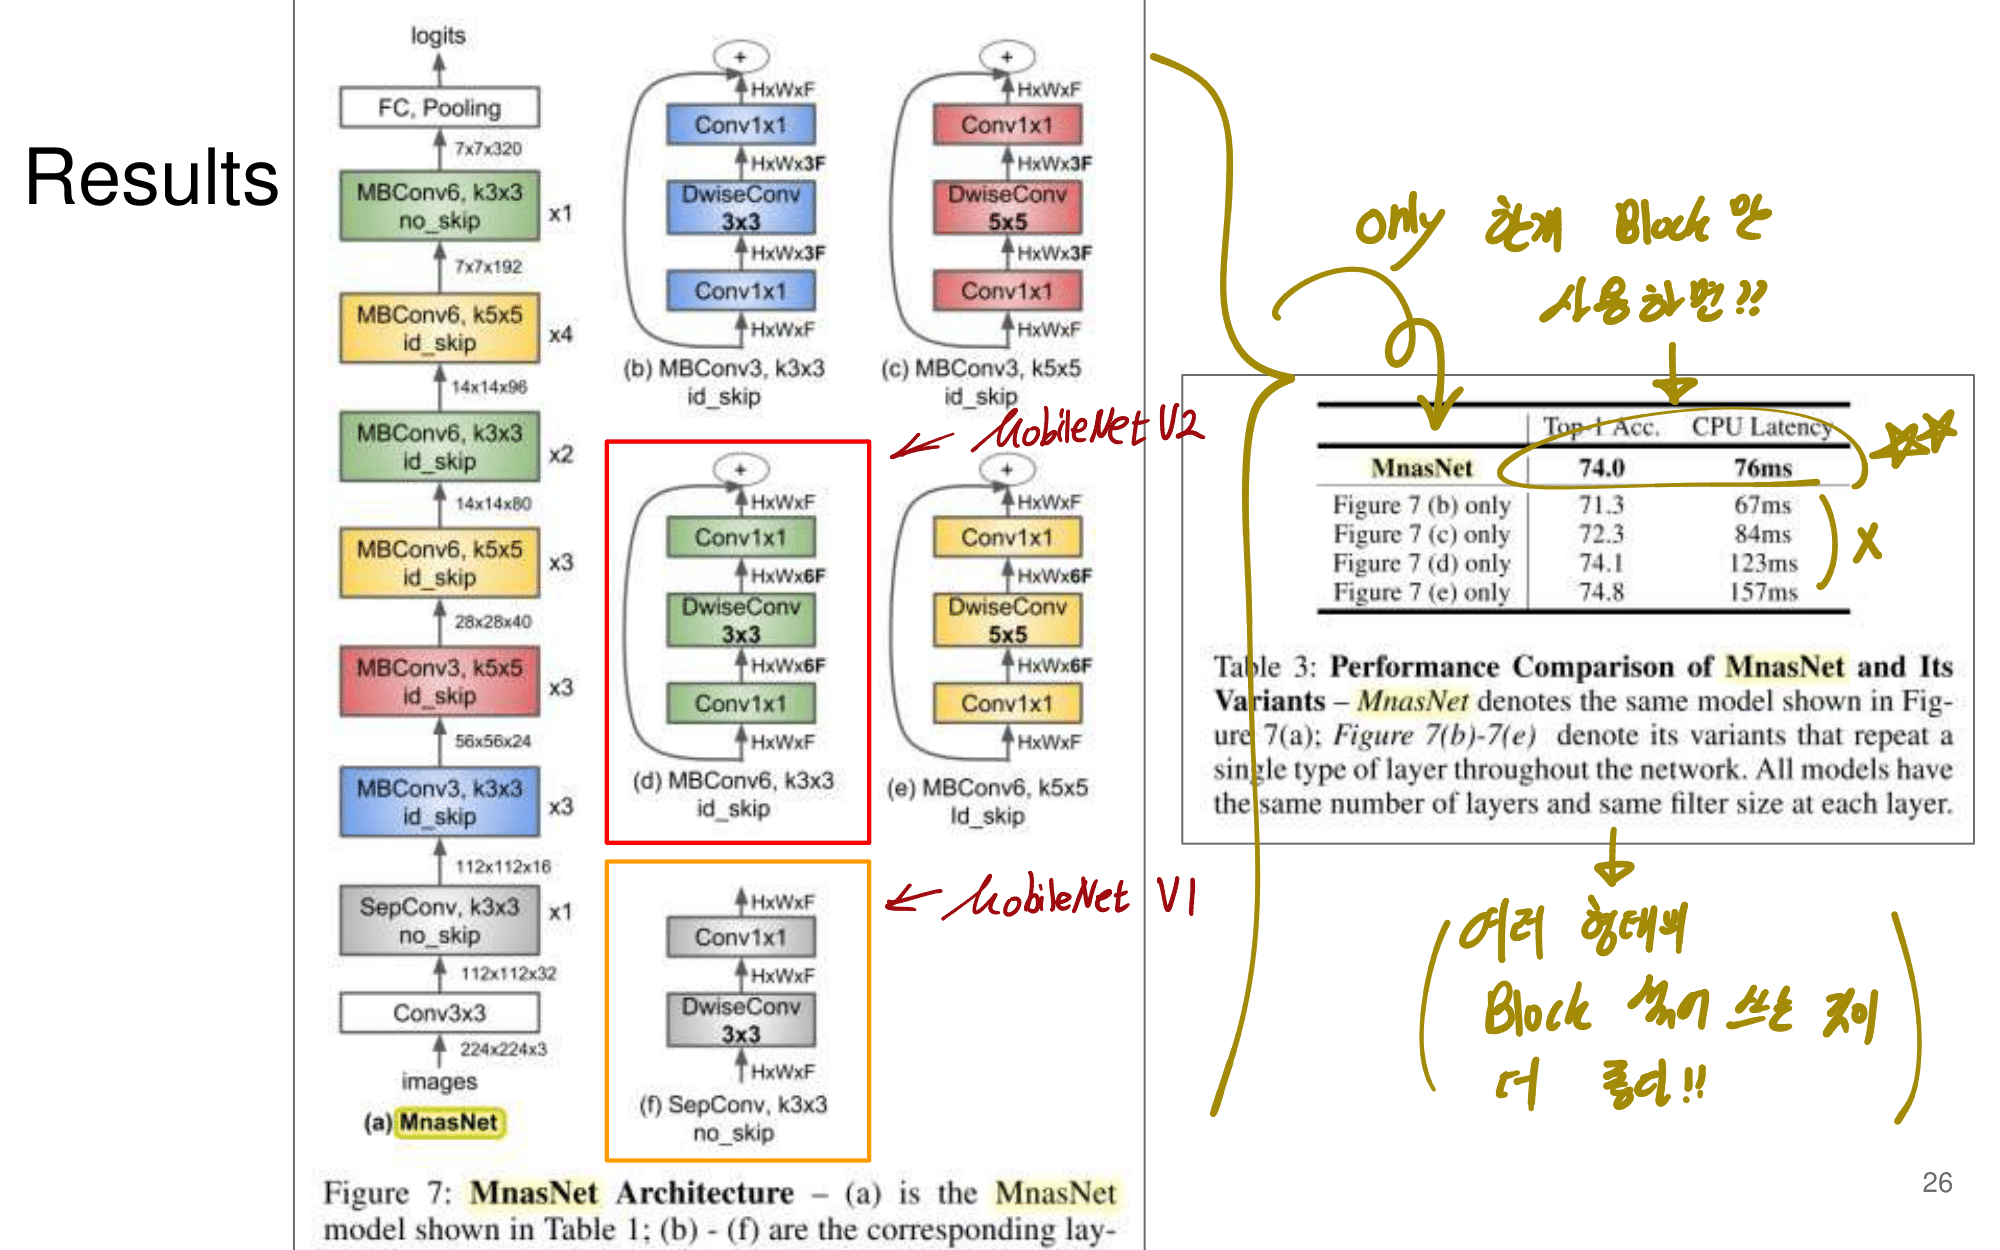 Results
logits
FC, Pooling
7x7x320
MBConv6, k3x3
no_skip
x1
7x7x192
MBConv6, k5x5
id_skip
x4
14x14x96
MBConv6, k3x3
id_skip
x2
14x14x80
MBConv6, k5x5
id_skip
x3
28x28x40
MBConv3, k5x5
id_skip
x3
56x56x24
MBConv3, k3x3
id_skip
x3
112x112x16
SepConv, k3x3
no_skip
x1
112x112x32
Conv3x3
224x224x3
images
(a) MnasNet
+
HxWxF
Conv1x1
HxWx3F
DwiseConv
3x3
HxWx3F
Conv1x1
HxWxF
(b) MBConv3, k3x3
id_skip
+
HxWxF
Conv1x1
HxWx3F
DwiseConv
5x5
HxWx3F
Conv1x1
HxWxF
(c) MBConv3, k5x5
id_skip
MobileNet V2
+
HxWxF
Conv1x1
HxWx6F
DwiseConv
3x3
HxWx6F
Conv1x1
HxWxF
(d) MBConv6, k3x3
id_skip
+
HxWxF
Conv1x1
HxWx6F
DwiseConv
5x5
HxWx6F
Conv1x1
HxWxF
(e) MBConv6, k5x5
Id_skip
MobileNet V1
HxWxF
Conv1x1
HxWxF
DwiseConv
3x3
HxWxF
(f) SepConv, k3x3
no_skip
Figure 7: MnasNet Architecture – (a) is the MnasNet
model shown in Table 1; (b) - (f) are the corresponding lay-
only 한개 Block 만
사용하면!!
Top-1 Acc. CPU Latency
MnasNet 74.0 76ms
Figure 7 (b) only 71.3 67ms
Figure 7 (c) only 72.3 84ms
Figure 7 (d) only 74.1 123ms
Figure 7 (e) only 74.8 157ms
X
Table 3: Performance Comparison of MnasNet and Its
Variants – MnasNet denotes the same model shown in Fig-
ure 7(a); Figure 7(b)-7(e) denote its variants that repeat a
single type of layer throughout the network. All models have
the same number of layers and same filter size at each layer.
여러 형태의
Block 섞어 쓰는 것이
더 좋다!!
26